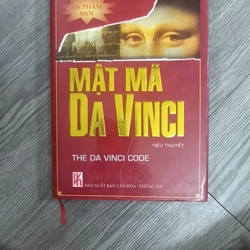 ẤN PHẨM
MỚI
MẬT MÃ
DA VINCI
TIỂU THUYẾT
THE DA VINCI CODE
NHÀ XUẤT BẢN VĂN HÓA - THÔNG TIN